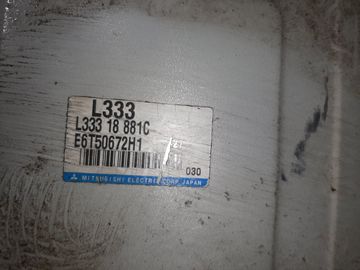 L333
L333 18 881C
E6T50672H1
030
MITSUBISHI ELECTRIC CORP. JAPAN